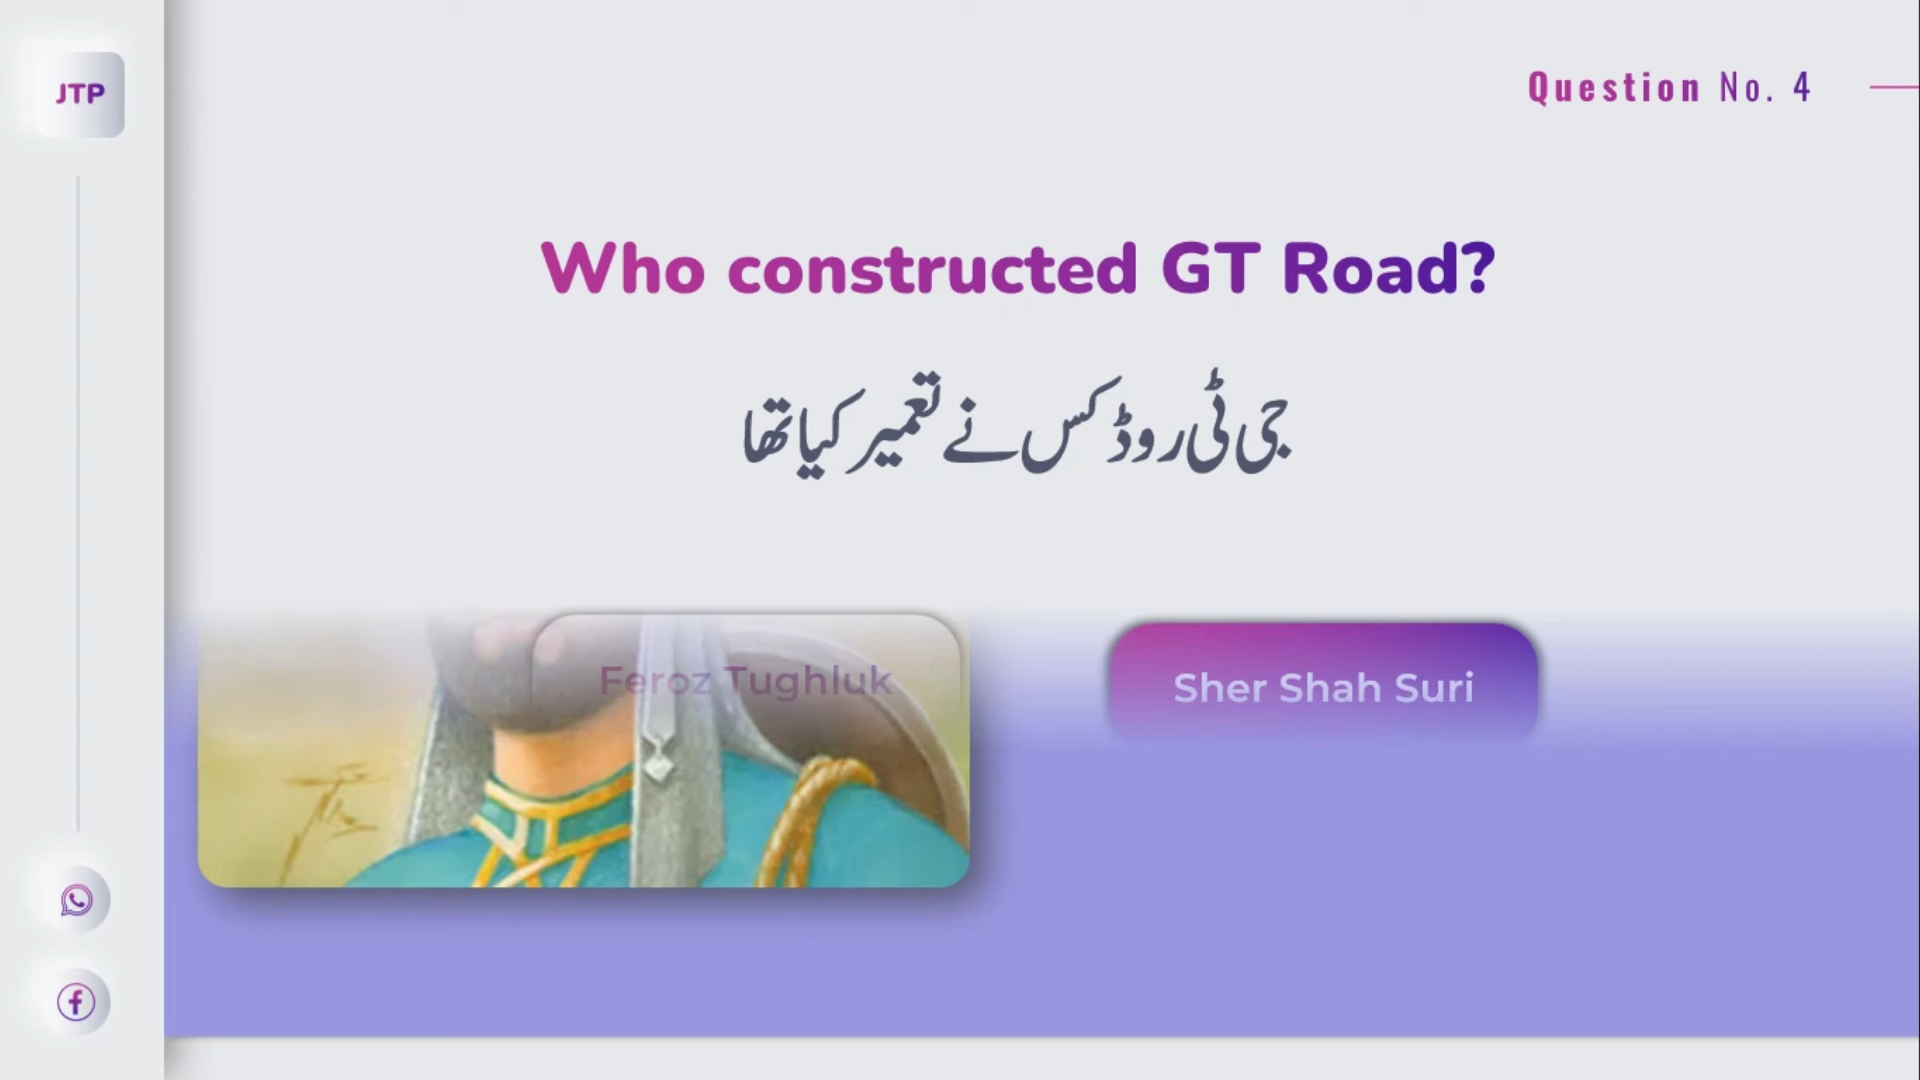 JTP
Question No. 4
Who constructed GT Road?
جی ٹی روڈ کس نے تعمیر کیا تھا
Feroz Tughluk
Sher Shah Suri